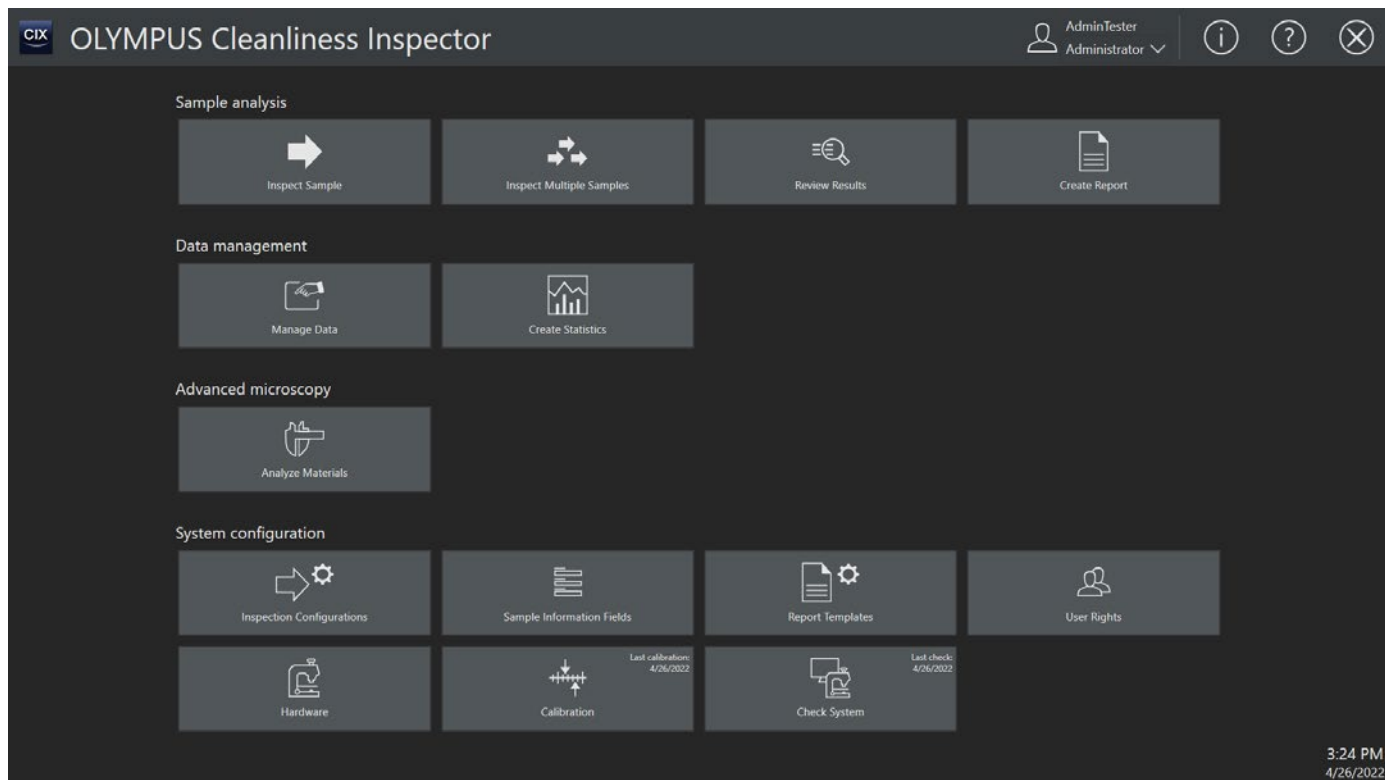 CIX
OLYMPUS Cleanliness Inspector
AdminTester
Administrator
i
?
Sample analysis
Inspect Sample
Inspect Multiple Samples
Review Results
Create Report
Data management
Manage Data
Create Statistics
Advanced microscopy
Analyze Materials
System configuration
Inspection Configurations
Sample Information Fields
Report Templates
User Rights
Hardware
Last calibration:
4/26/2022
Calibration
Last check:
4/26/2022
Check System
3:24 PM
4/26/2022